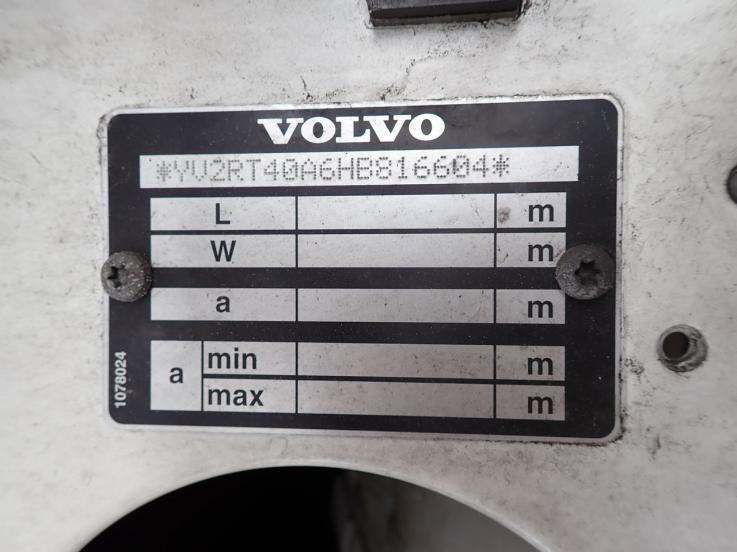 VOLVO
*YV2RT40A6HB816604*
L m
W m
a m
a min m
max m
1078024